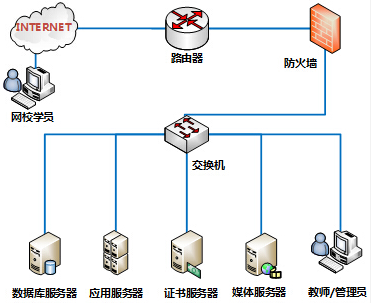 INTERNET
路由器
防火墙
网校学员
交换机
数据库服务器
应用服务器
证书服务器
媒体服务器
教师/管理员